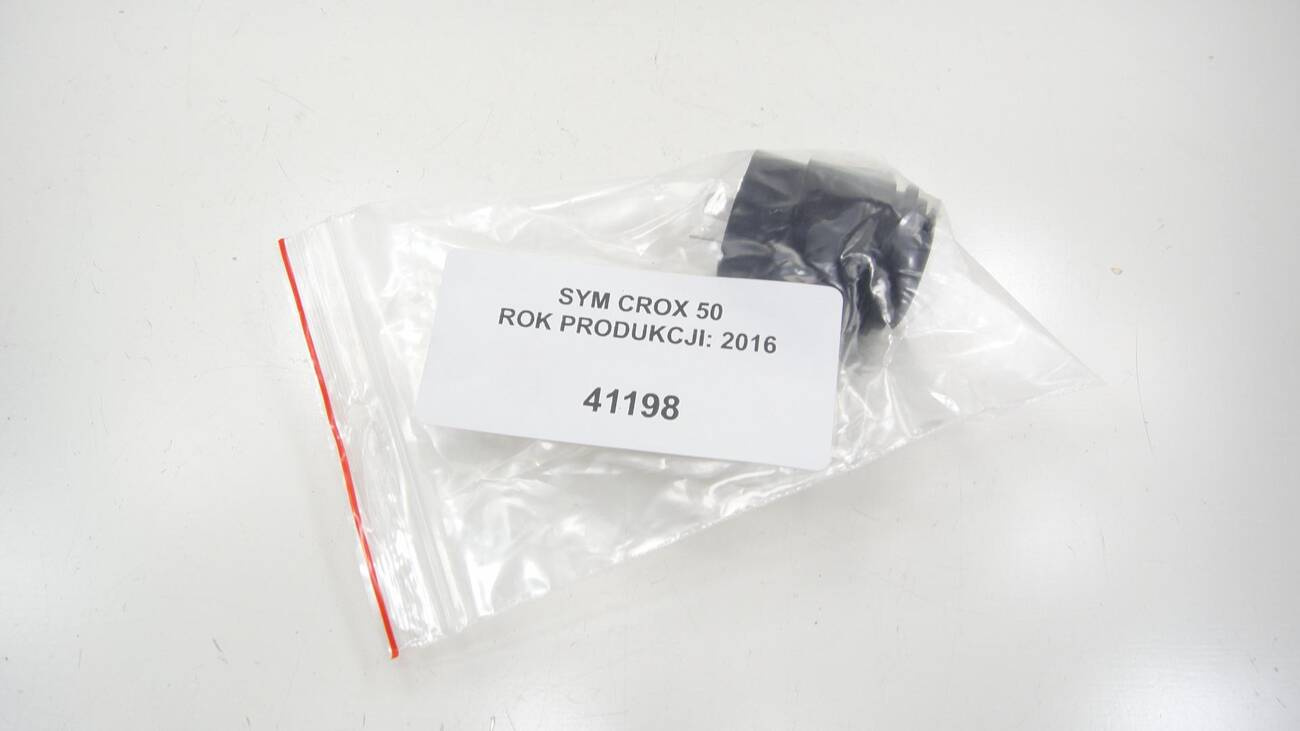 SYM CROX 50
ROK PRODUKCJI: 2016
41198